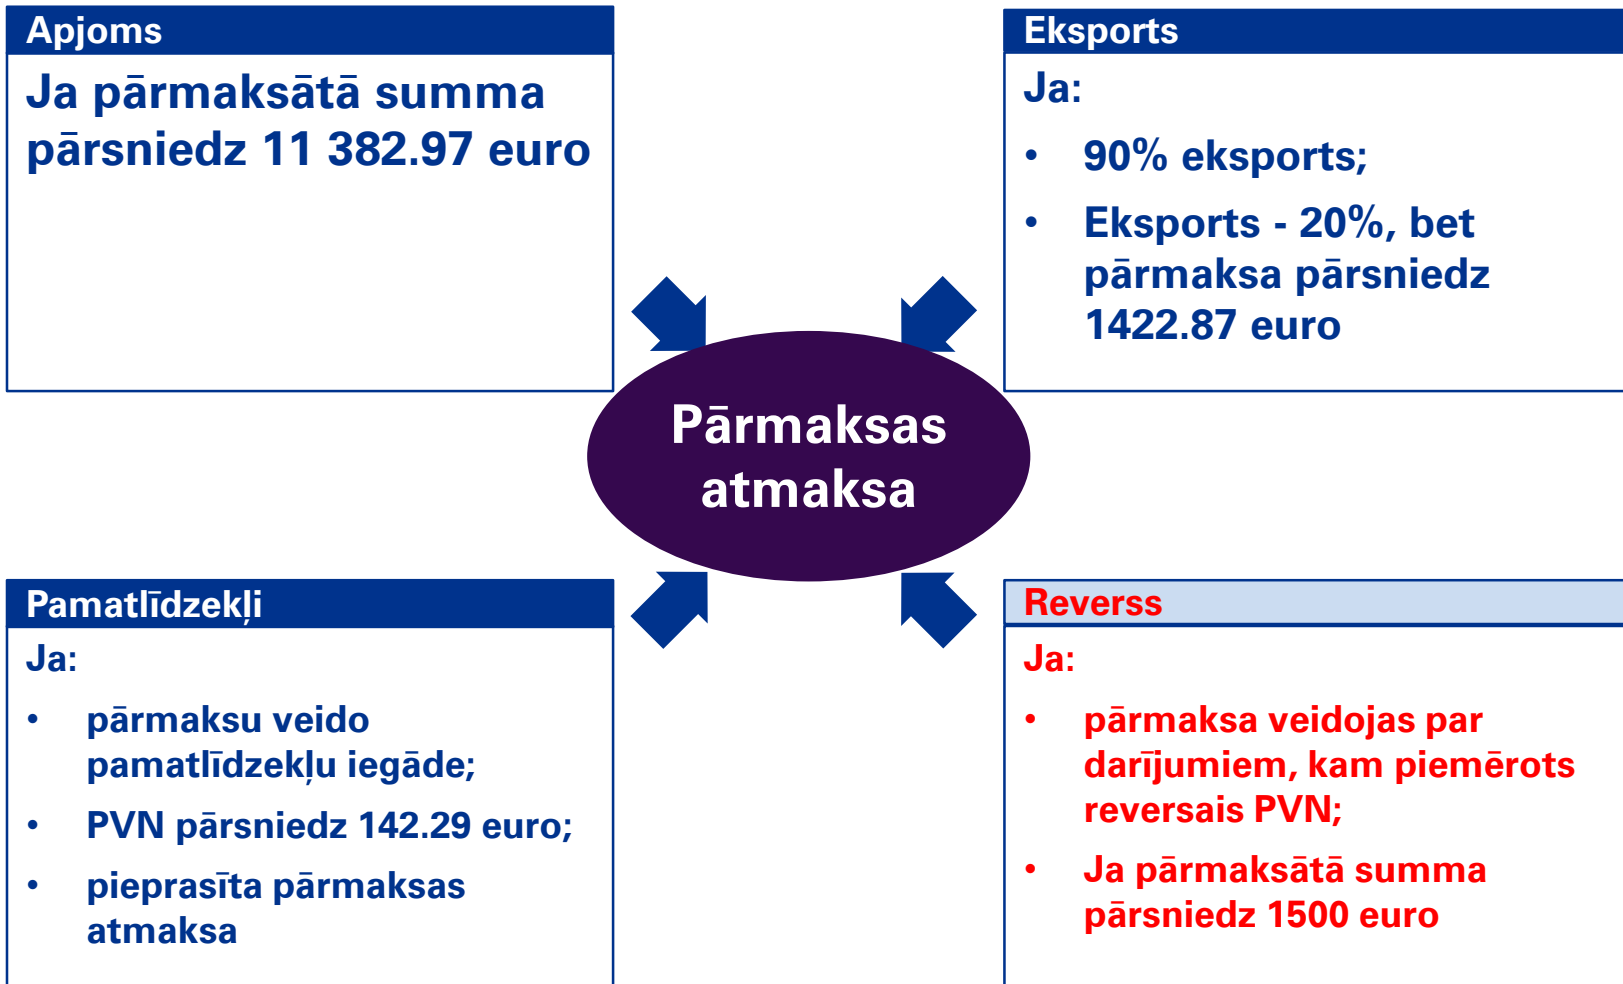 Apjoms
Ja pārmaksātā summa
pārsniedz 11 382.97 euro
Eksports
Ja:
• 90% eksports;
• Eksports - 20%, bet
pārmaksa pārsniedz
1422.87 euro
Pārmaksas
atmaksa
Pamatlīdzekļi
Ja:
• pārmaksu veido
pamatlīdzekļu iegāde;
• PVN pārsniedz 142.29 euro;
• pieprasīta pārmaksas
atmaksa
Reverss
Ja:
• pārmaksa veidojas par
darījumiem, kam piemērots
reversais PVN;
• Ja pārmaksātā summa
pārsniedz 1500 euro